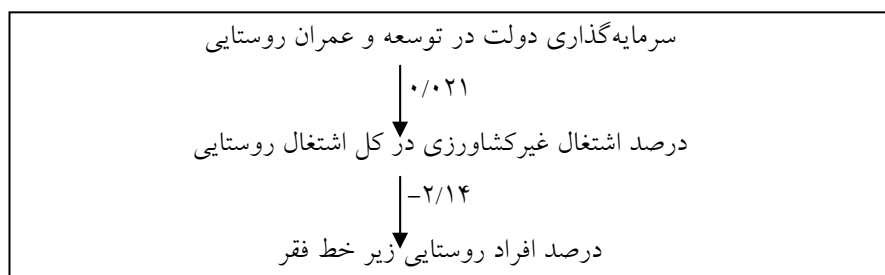 سرمایه‌گذاری دولت در توسعه و عمران روستایی
۰/۰۲۱
درصد اشتغال غیرکشاورزی در کل اشتغال روستایی
−۲/۱۴
درصد افراد روستایی زیر خط فقر